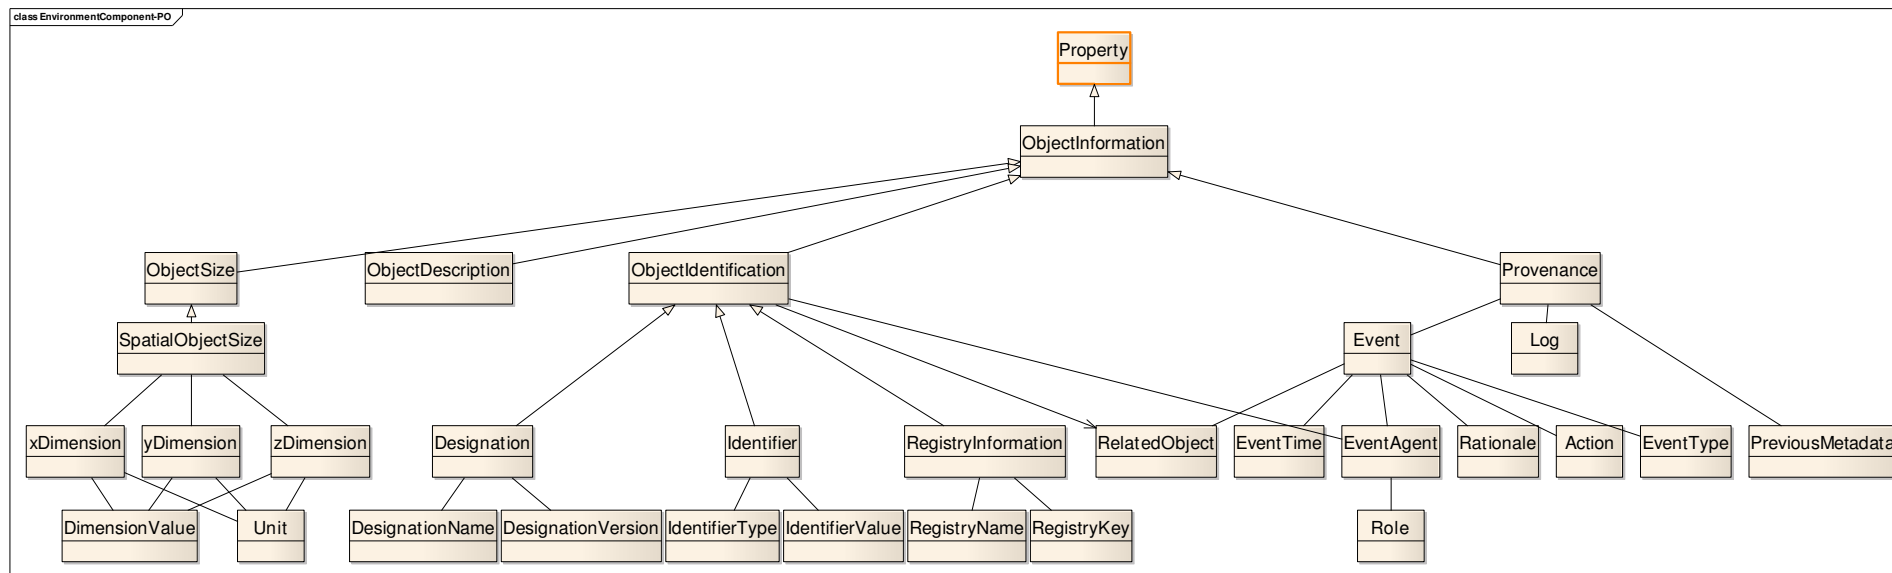 class EnvironmentComponent-PO
Property
ObjectInformation
ObjectSize
ObjectDescription
ObjectIdentification
Provenance
SpatialObjectSize
Event
Log
xDimension
yDimension
zDimension
Designation
Identifier
RegistryInformation
RelatedObject
EventTime
EventAgent
Rationale
Action
EventType
PreviousMetadata
DimensionValue
Unit
DesignationName
DesignationVersion
IdentifierType
IdentifierValue
RegistryName
RegistryKey
Role